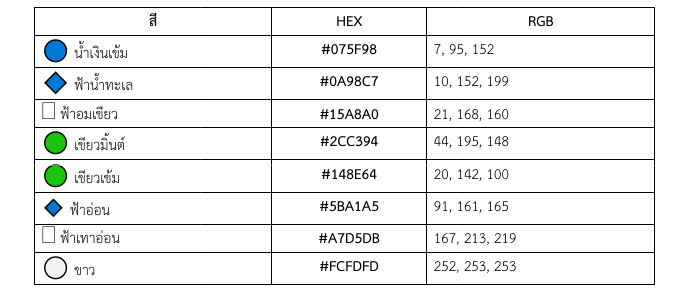 สี HEX RGB
น้ำเงินเข้ม #075F98 7, 95, 152
ฟ้าน้ำทะเล #0A98C7 10, 152, 199
ฟ้าอมเขียว #15A8A0 21, 168, 160
เขียวมิ้นต์ #2CC394 44, 195, 148
เขียวเข้ม #148E64 20, 142, 100
ฟ้าอ่อน #5BA1A5 91, 161, 165
ฟ้าเทาอ่อน #A7D5DB 167, 213, 219
ขาว #FCFDFD 252, 253, 253